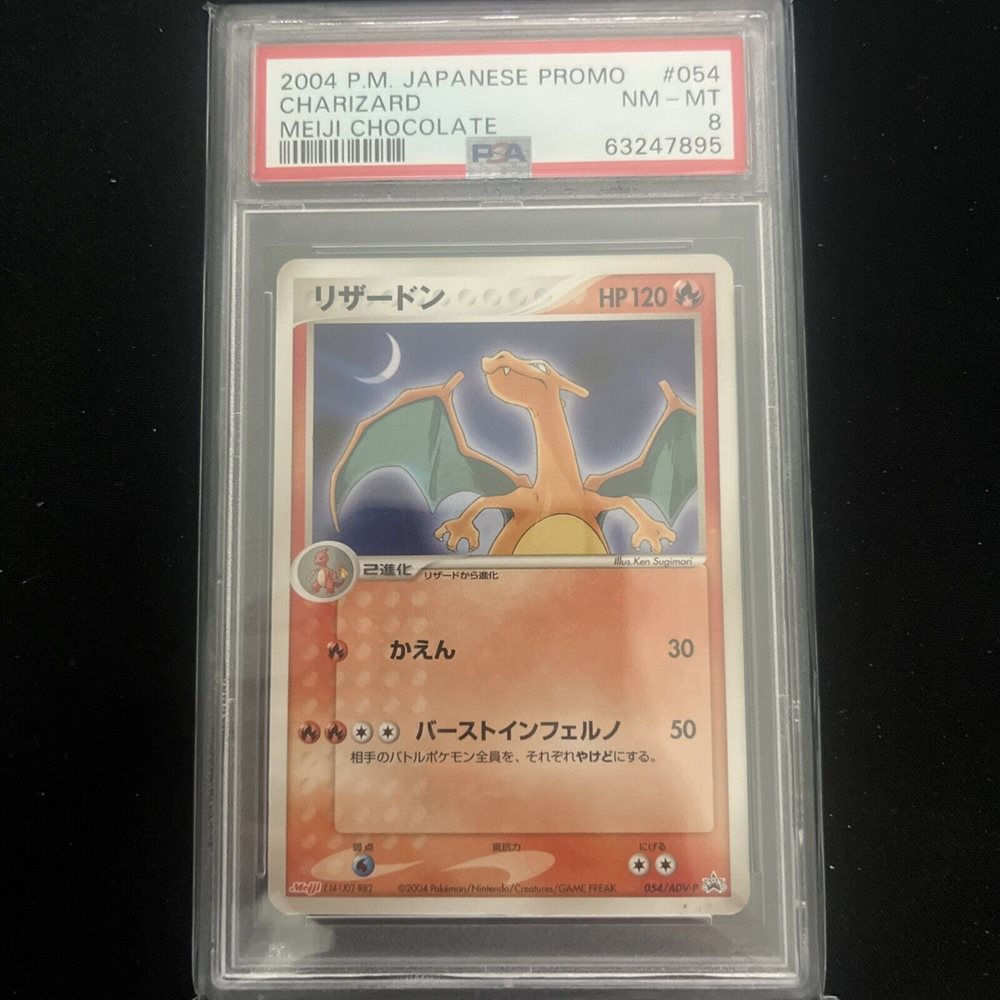 2004 P.M. JAPANESE PROMO #054
CHARIZARD NM - MT
MEIJI CHOCOLATE 8
PSA 63247895
リザードン HP 120
Illus. Ken Sugimori
2進化 リザードから進化
かえん 30
バーストインフェルノ 50
相手のバトルポケモン全員を、それぞれやけどにする。
弱点 抵抗力 にげる
Meiji ZJ4-U02-R82 ©2004 Pokémon/Nintendo/Creatures/GAME FREAK 054/ADV-P